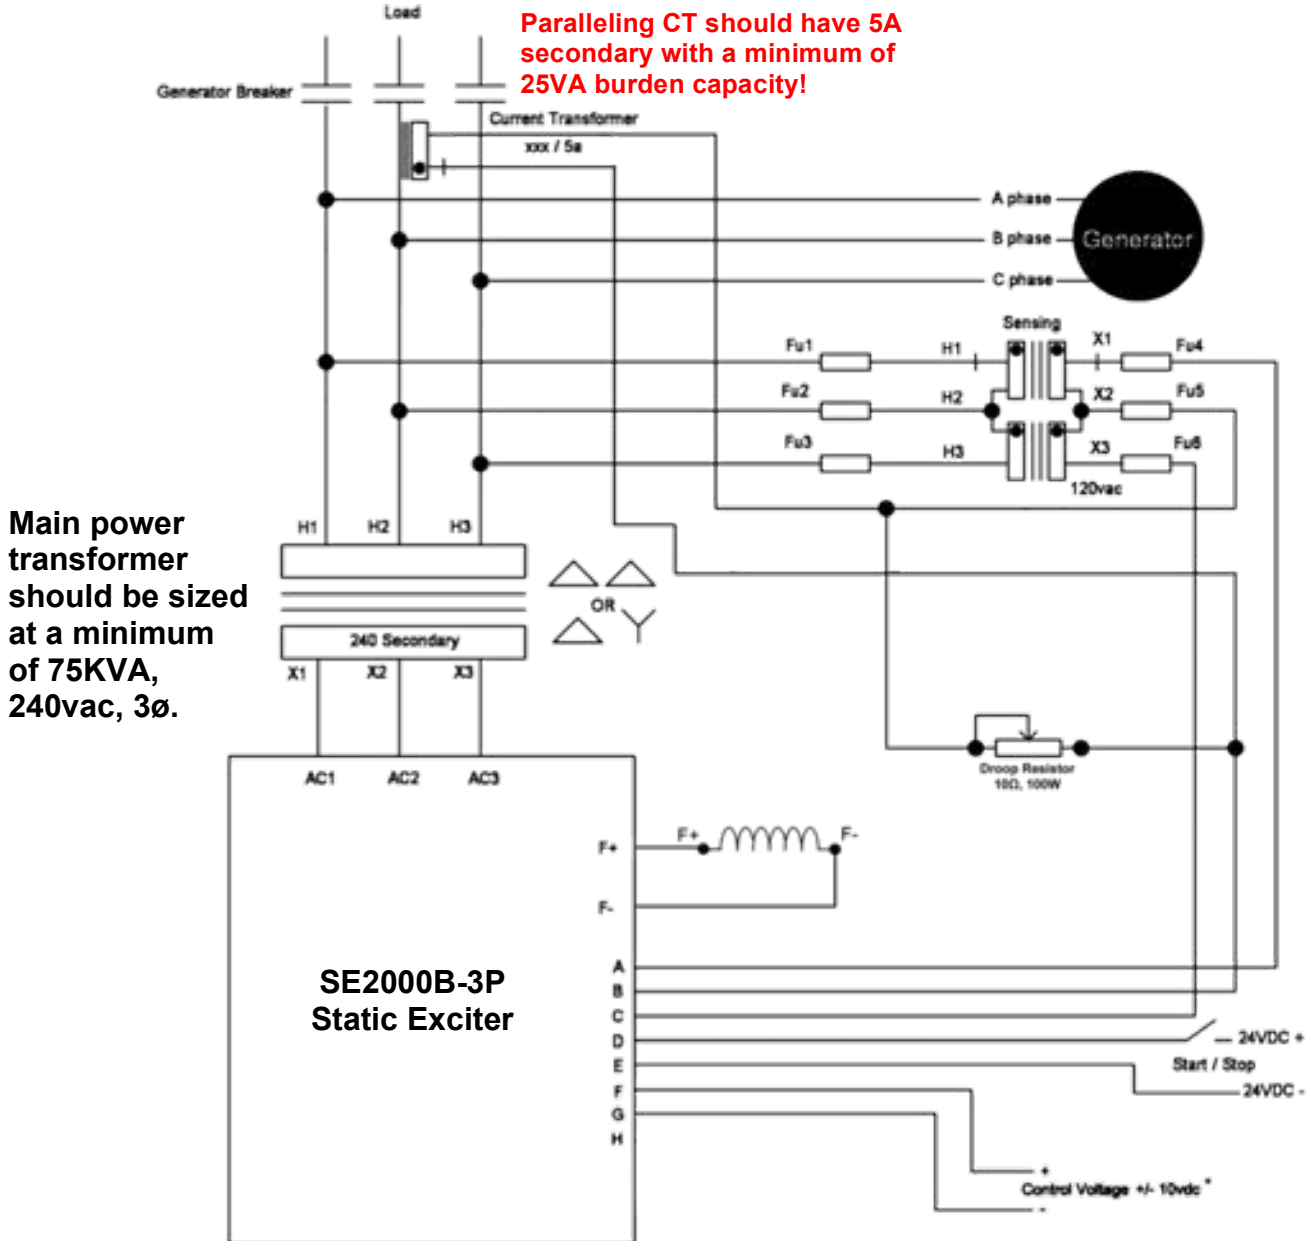 Load
Paralleling CT should have 5A
secondary with a minimum of
25VA burden capacity!
Generator Breaker
Current Transformer
xxx / 5a
A phase
B phase
C phase
Generator
Sensing
Fu1
H1
X1
Fu4
Fu2
H2
X2
Fu5
Fu3
H3
X3
Fu6
120vac
Main power
transformer
should be sized
at a minimum
of 75KVA,
240vac, 3ø.
H1
H2
H3
OR
240 Secondary
X1
X2
X3
AC1
AC2
AC3
Droop Resistor
10Ω, 100W
F+
F+
F-
F-
SE2000B-3P
Static Exciter
A
B
C
D
E
F
G
H
24VDC +
Start / Stop
24VDC -
+
Control Voltage +/- 10vdc *
-